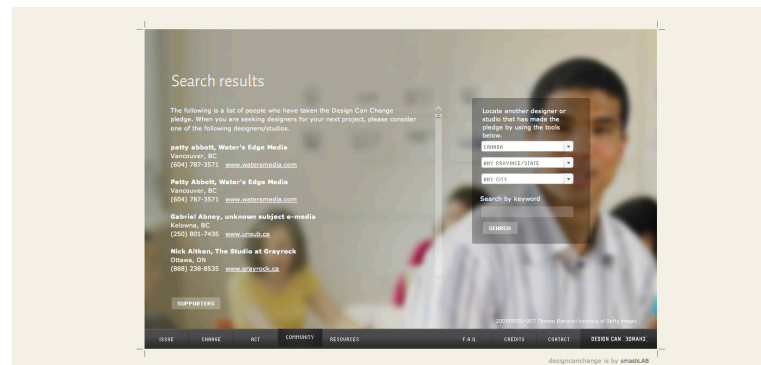 Search results
The following is a list of people who have taken the Design Can Change
pledge. When you are seeking designers for your next project, please consider
one of the following designers/studios.
patty abbott, Water's Edge Media
Vancouver, BC
(604) 787-3571 www.watersmedia.com
Patty Abbott, Water's Edge Media
Vancouver, BC
(604) 787-3571 www.watersmedia.com
Gabriel Abney, unknown subject e-media
Kelowna, BC
(250) 801-7435 www.unsub.ca
Nick Aitken, The Studio at Grayrock
Ottawa, ON
(888) 238-8535 www.grayrock.ca
SUPPORTERS
Locate another designer or
studio that has made the
pledge by using the tools
below.
CANADA
ANY PROVINCE/STATE
ANY CITY
Search by keyword
SEARCH
Thomas courtesy of Getty Images
ISSUE CHANGE ACT COMMUNITY RESOURCES F.A.Q. CREDITS CONTACT DESIGN CAN CHANGE
designcanchange is by smashLAB